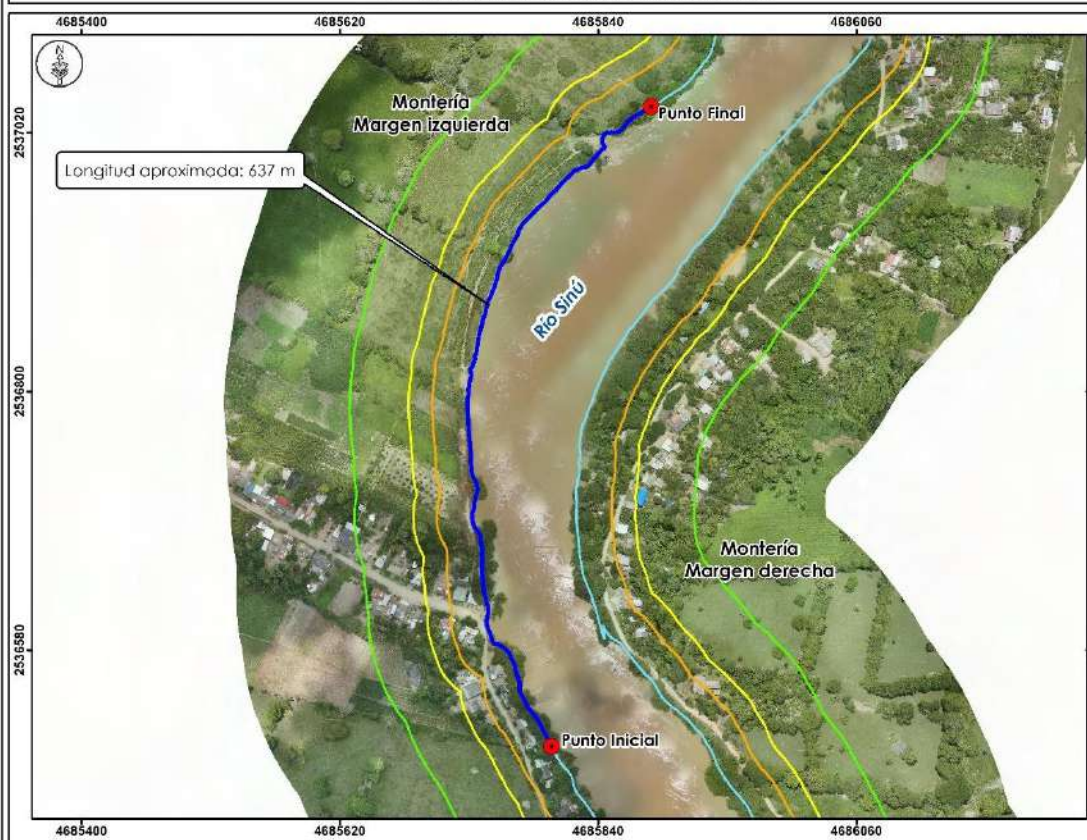 4685400
4685620
4685840
4686060
N
Montería
Margen izquierda
Punto Final
2537020
Longitud aproximada: 637 m
Río Sinú
2536800
Montería
Margen derecha
2536580
Punto Inicial
4685400
4685620
4685840
4686060